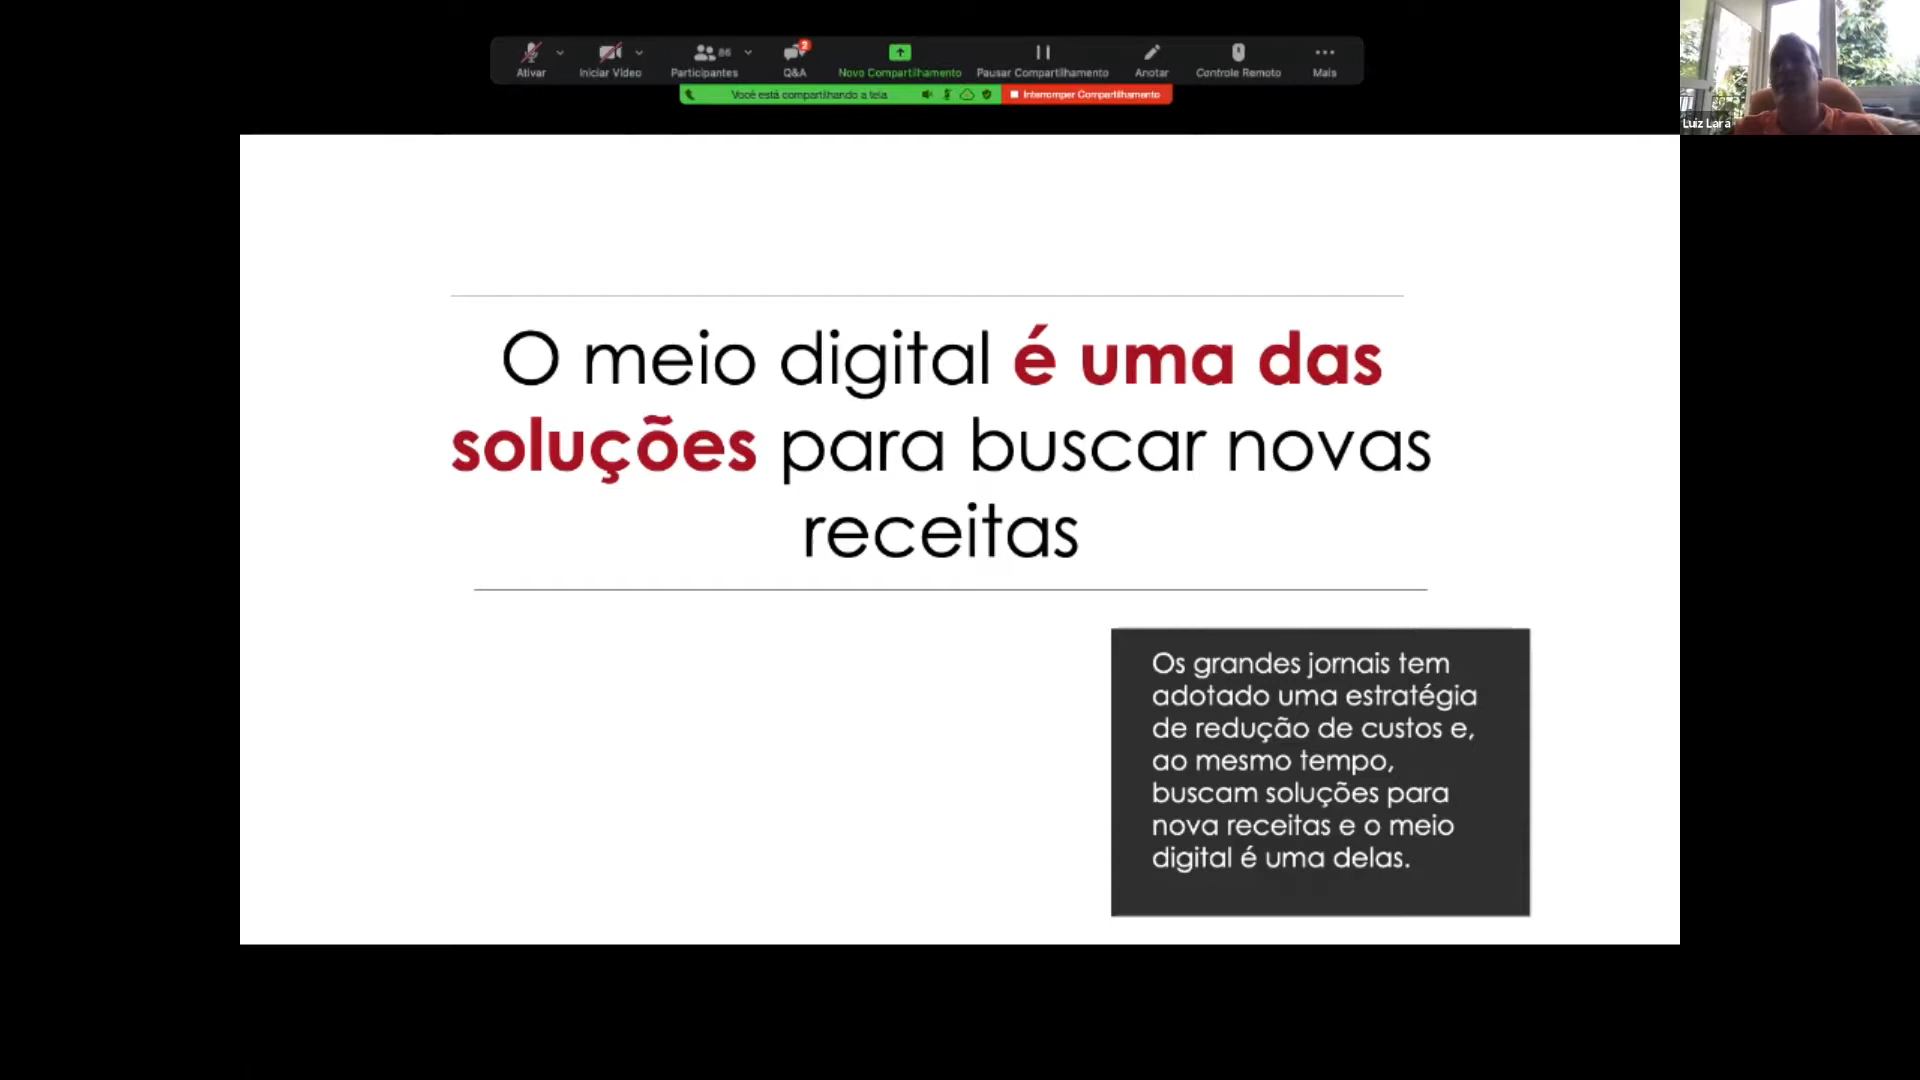 Ativar
Iniciar Vídeo
86
Participantes
2
Q&A
Novo Compartilhamento
Pausar Compartilhamento
Anotar
Controle Remoto
Mais
Você está compartilhando a tela
Interromper Compartilhamento
Luiz Lara
O meio digital é uma das
soluções para buscar novas
receitas
Os grandes jornais tem
adotado uma estratégia
de redução de custos e,
ao mesmo tempo,
buscam soluções para
nova receitas e o meio
digital é uma delas.